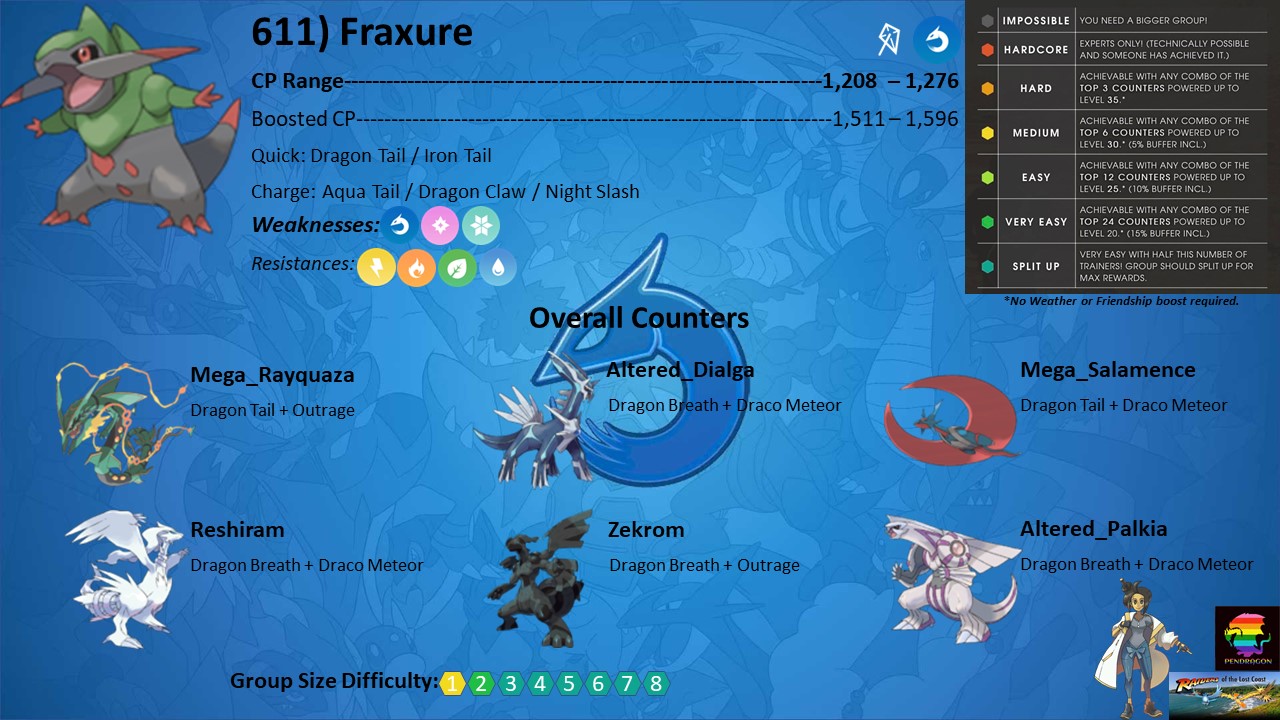 611) Fraxure
CP Range---1,208 – 1,276
Boosted CP---1,511 – 1,596
Quick: Dragon Tail / Iron Tail
Charge: Aqua Tail / Dragon Claw / Night Slash
Weaknesses:
Resistances:
IMPOSSIBLE YOU NEED A BIGGER GROUP!
HARDCORE EXPERTS ONLY! (TECHNICALLY POSSIBLE
AND SOMEONE HAS ACHIEVED IT.)
HARD ACHIEVABLE WITH ANY COMBO OF THE
TOP 3 COUNTERS POWERED UP TO
LEVEL 35.*
MEDIUM ACHIEVABLE WITH ANY COMBO OF THE
TOP 6 COUNTERS POWERED UP TO
LEVEL 30.* (5% BUFFER INCL.)
EASY ACHIEVABLE WITH ANY COMBO OF THE
TOP 12 COUNTERS POWERED UP TO
LEVEL 25.* (10% BUFFER INCL.)
VERY EASY ACHIEVABLE WITH ANY COMBO OF THE
TOP 24 COUNTERS POWERED UP TO
LEVEL 20.* (15% BUFFER INCL.)
SPLIT UP VERY EASY WITH HALF THIS NUMBER OF
TRAINERS! GROUP SHOULD SPLIT UP FOR
MAX REWARDS.
*No Weather or Friendship boost required.
Overall Counters
Mega_Rayquaza
Dragon Tail + Outrage
Altered_Dialga
Dragon Breath + Draco Meteor
Mega_Salamence
Dragon Tail + Draco Meteor
Reshiram
Dragon Breath + Draco Meteor
Zekrom
Dragon Breath + Outrage
Altered_Palkia
Dragon Breath + Draco Meteor
Group Size Difficulty: 1 2 3 4 5 6 7 8
PENDRAGON
RAIDERS of the Lost Coast